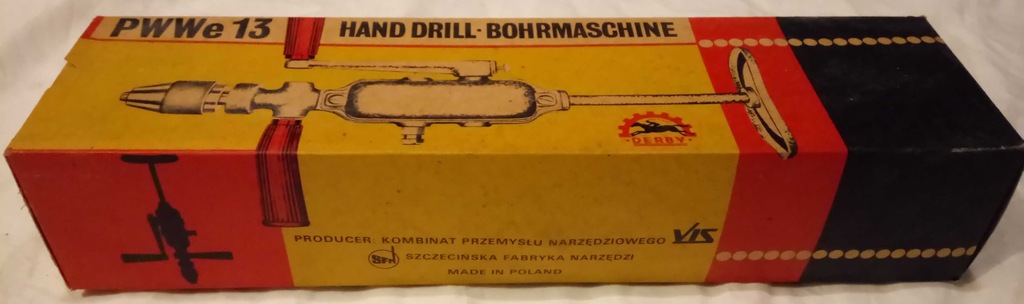 PWWe 13
HAND DRILL·BOHRMASCHINE
DERBY
PRODUCER: KOMBINAT PRZEMYSŁU NARZĘDZIOWEGO VIS
SFN SZCZECIŃSKA FABRYKA NARZĘDZI
MADE IN POLAND